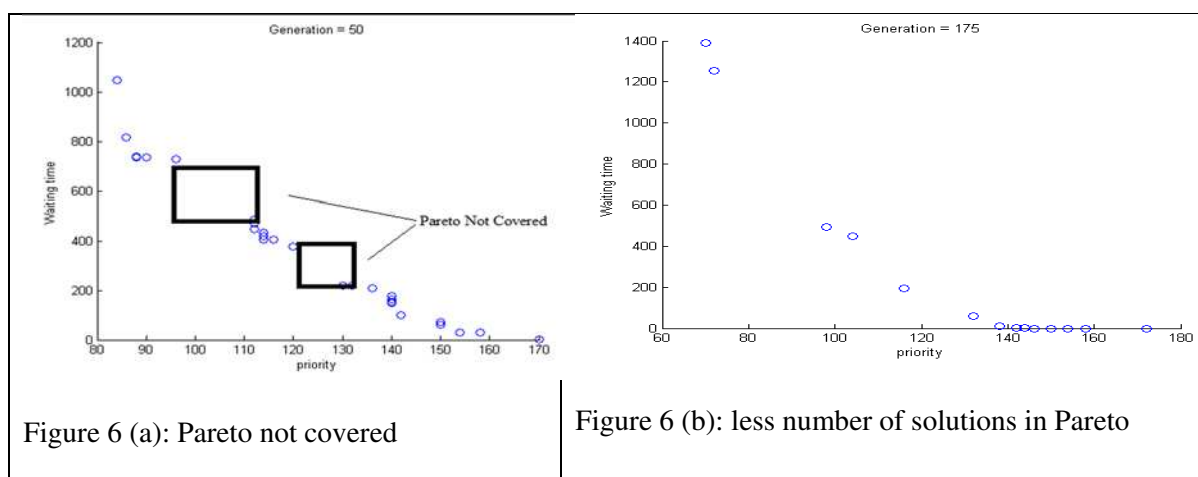 Generation = 50
1200
1000
800
600
400
200
0
Waiting time
Pareto Not Covered
80 90 100 110 120 130 140 150 160 170
priority
Figure 6 (a): Pareto not covered
Generation = 175
1400
1200
1000
800
600
400
200
0
Waiting time
60 80 100 120 140 160 180
priority
Figure 6 (b): less number of solutions in Pareto